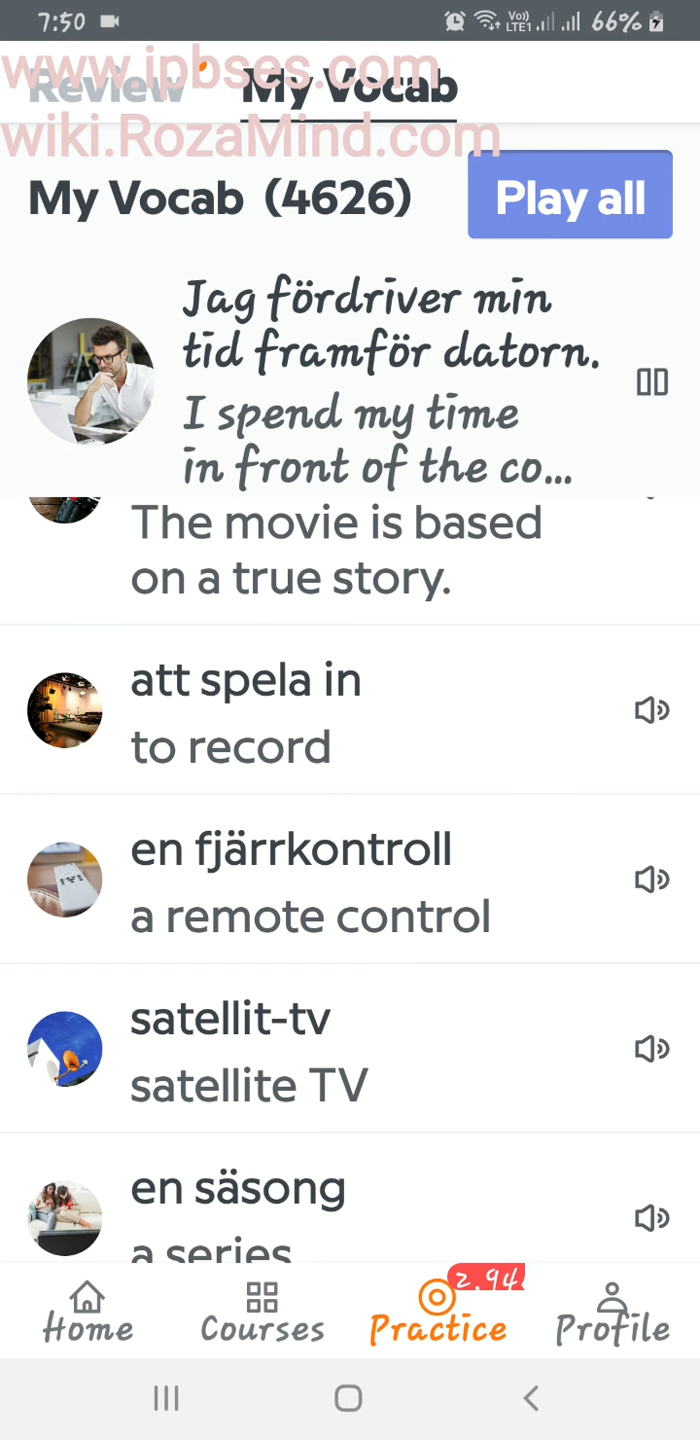 7:50
Vo)) LTE1 66%
www.ipbses.com
Review My Vocab
wiki.RozaMind.com
My Vocab (4626)
Play all
Jag fördriver min
tid framför datorn.
I spend my time
in front of the co...
The movie is based
on a true story.
att spela in
to record
en fjärrkontroll
a remote control
satellit-tv
satellite TV
en säsong
a series
2.94
Home Courses Practice Profile